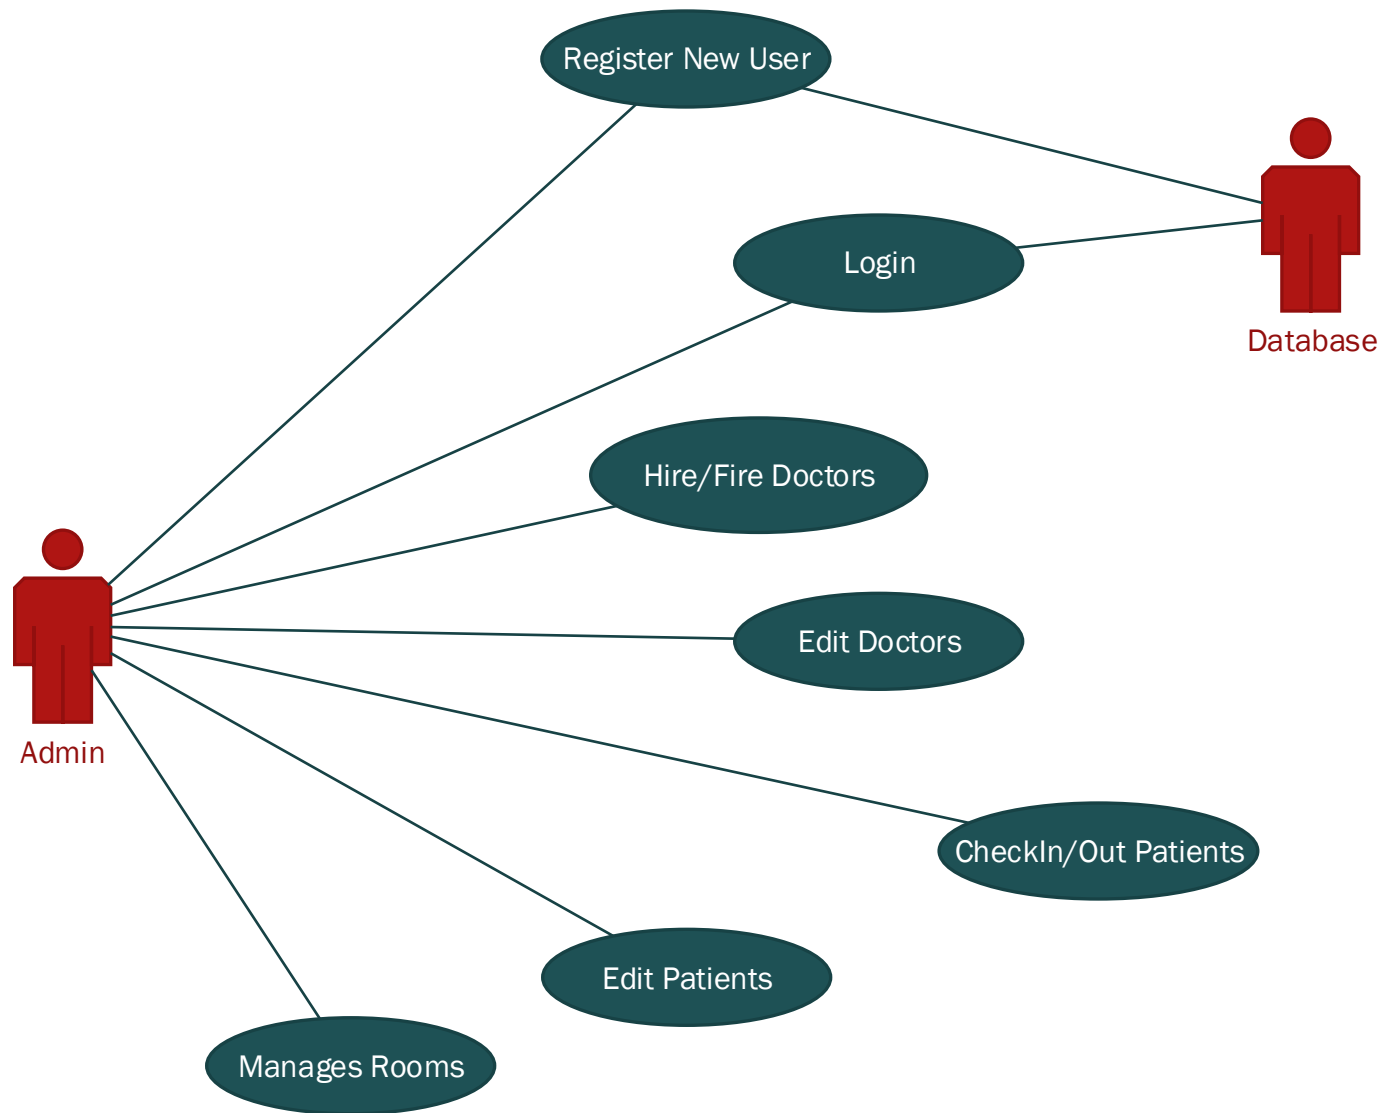 Register New User
Login
Database
Hire/Fire Doctors
Edit Doctors
Admin
CheckIn/Out Patients
Edit Patients
Manages Rooms